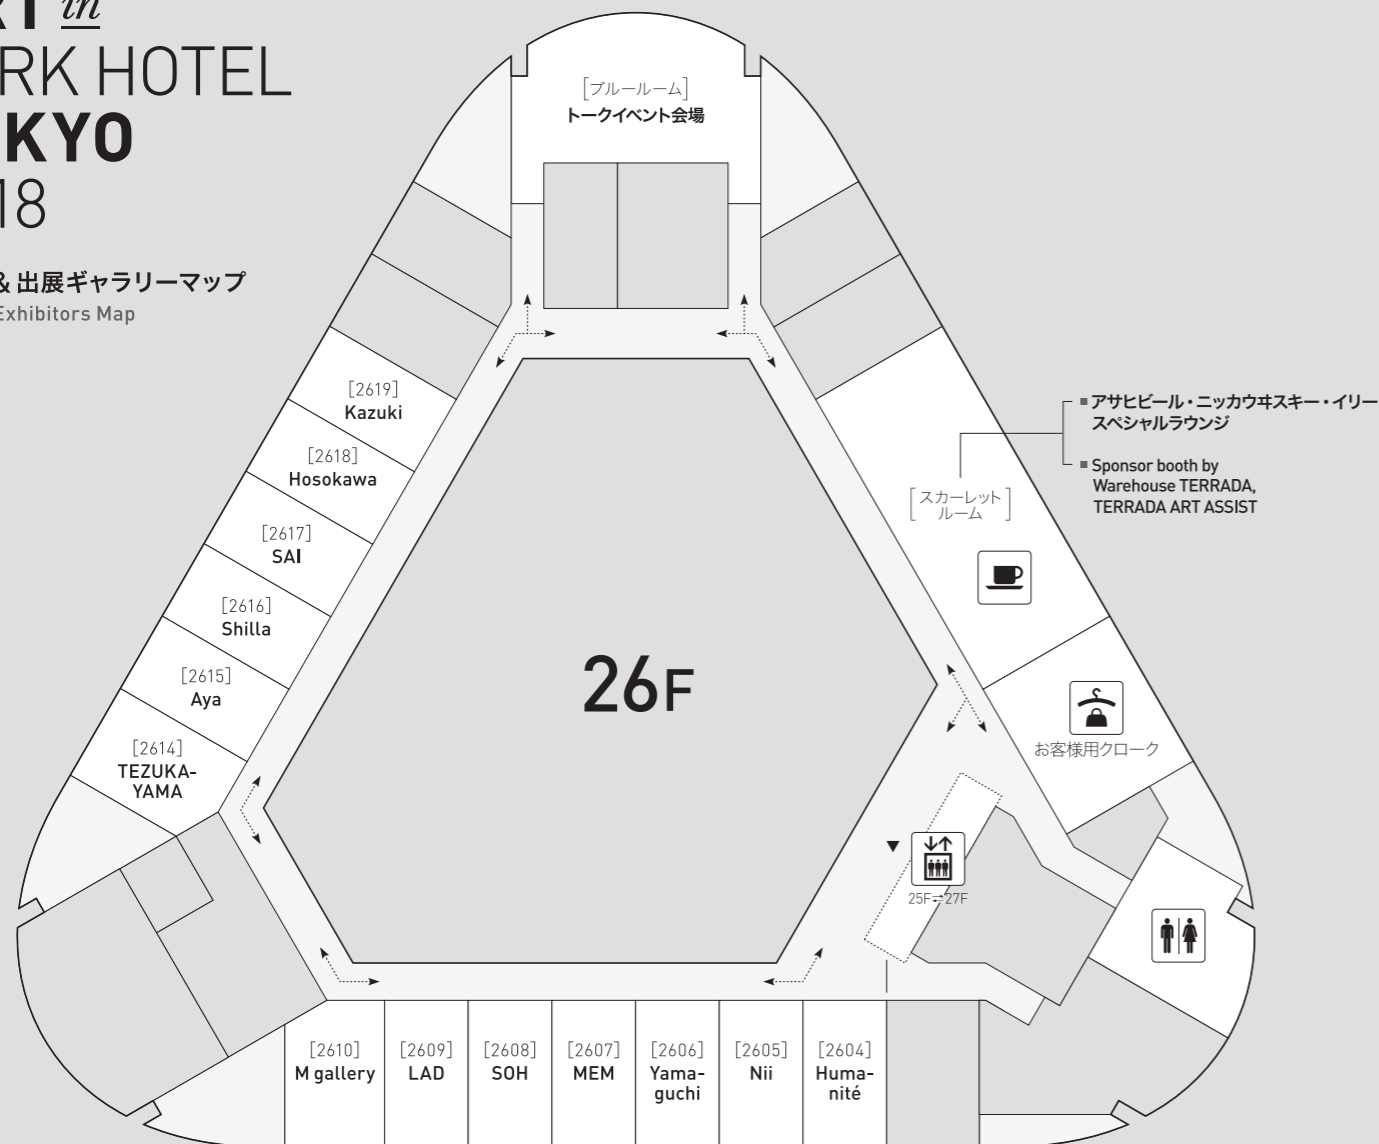 in
RK HOTEL
KYO
18
& 出展ギャラリーマップ
Exhibitors Map
[ブルールーム]
トークイベント会場
[2619]
Kazuki
[2618]
Hosokawa
[2617]
SAI
[2616]
Shilla
[2615]
Aya
[2614]
TEZUKA-
YAMA
26F
アサヒビール・ニッカウヰスキー・イリー
スペシャルラウンジ
Sponsor booth by
Warehouse TERRADA,
TERRADA ART ASSIST
[スカーレット
ルーム]
お客様用クローク
25F⇌27F
[2610]
M gallery
[2609]
LAD
[2608]
SOH
[2607]
MEM
[2606]
Yama-
guchi
[2605]
Nii
[2604]
Huma-
nité